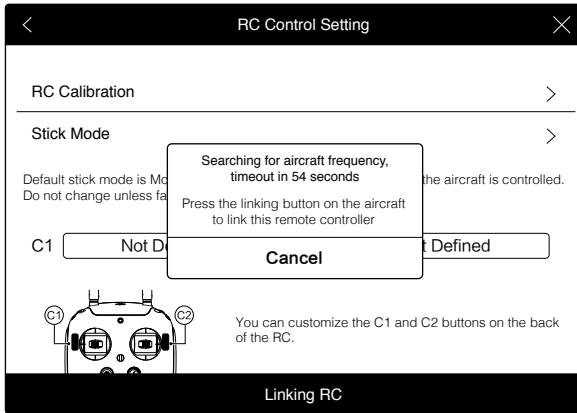 RC Control Setting
RC Calibration
Stick Mode
Searching for aircraft frequency,
timeout in 54 seconds
Default stick mode is the aircraft is controlled.
Do not change unless
Press the linking button on the aircraft
to link this remote controller
C1 Not Defined
Cancel
C1 C2
You can customize the C1 and C2 buttons on the back
of the RC.
Linking RC